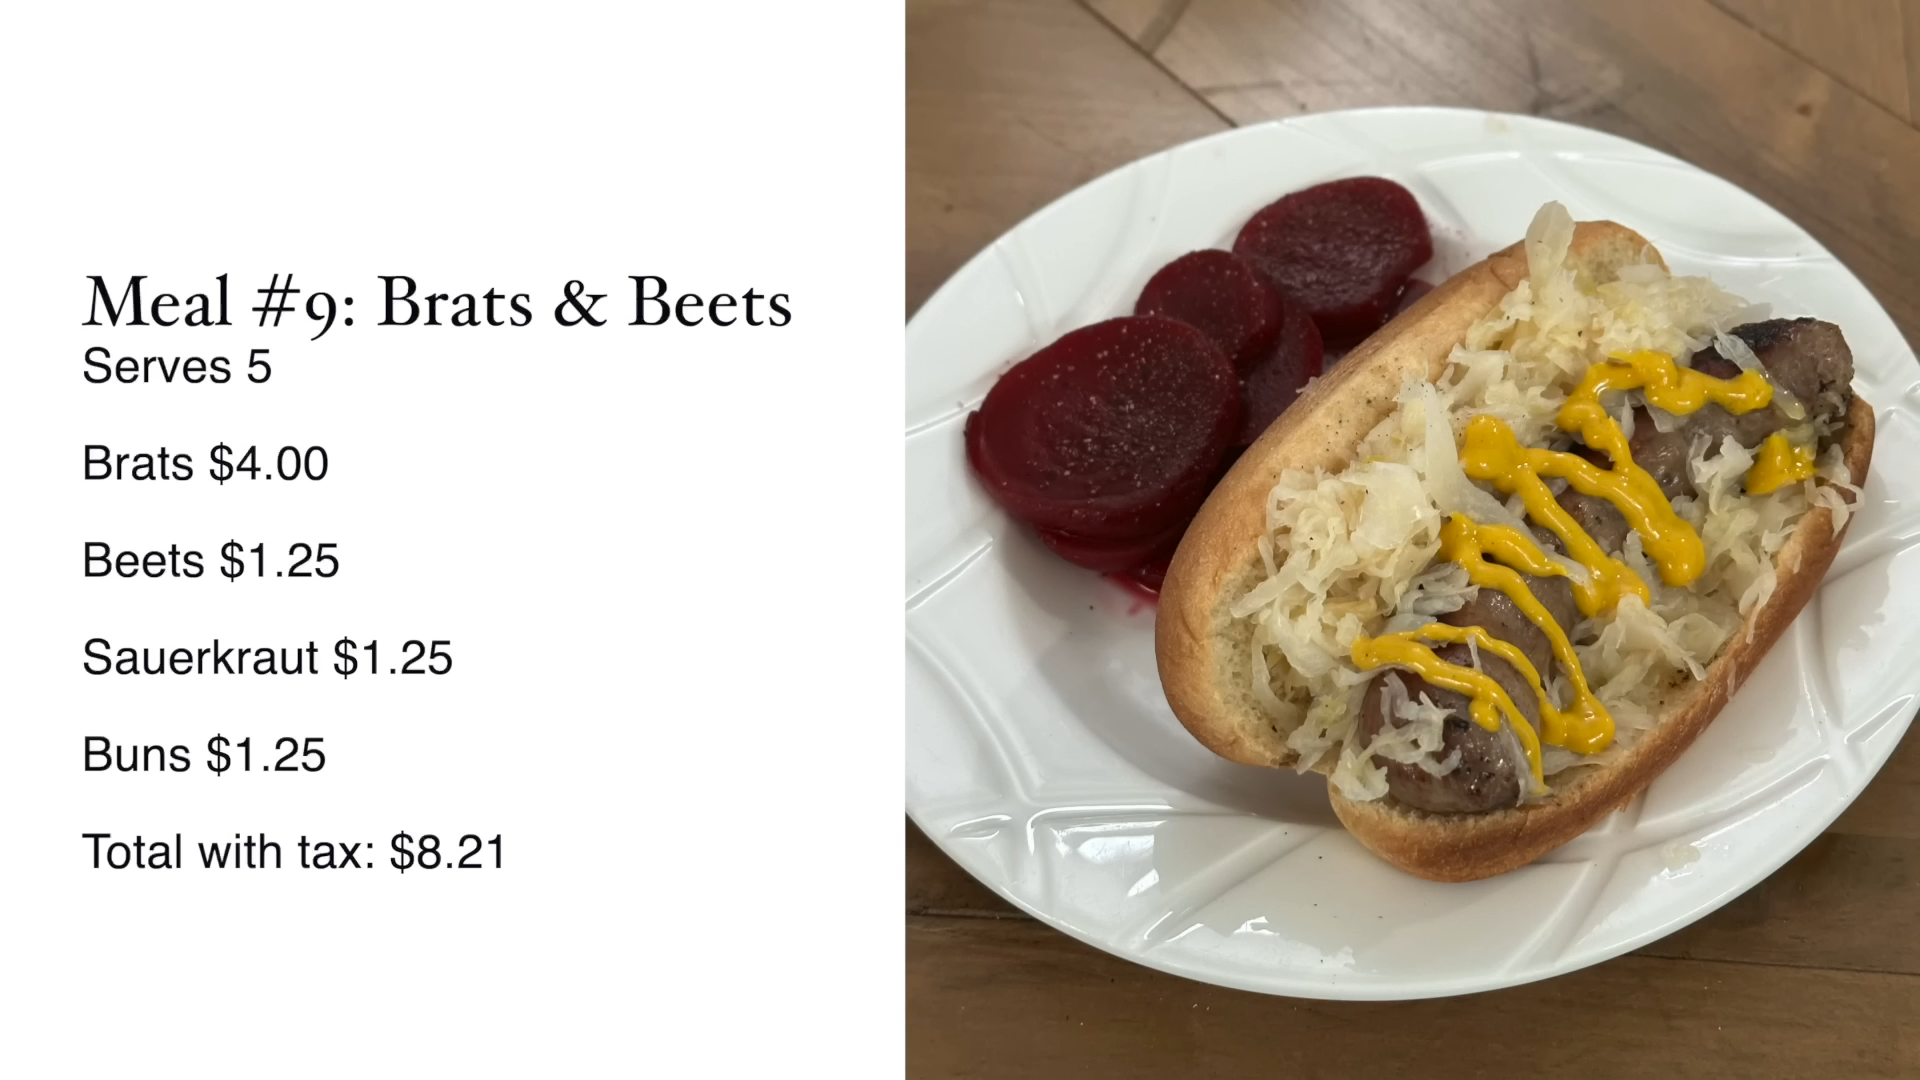 Meal #9: Brats & Beets
Serves 5
Brats $4.00
Beets $1.25
Sauerkraut $1.25
Buns $1.25
Total with tax: $8.21